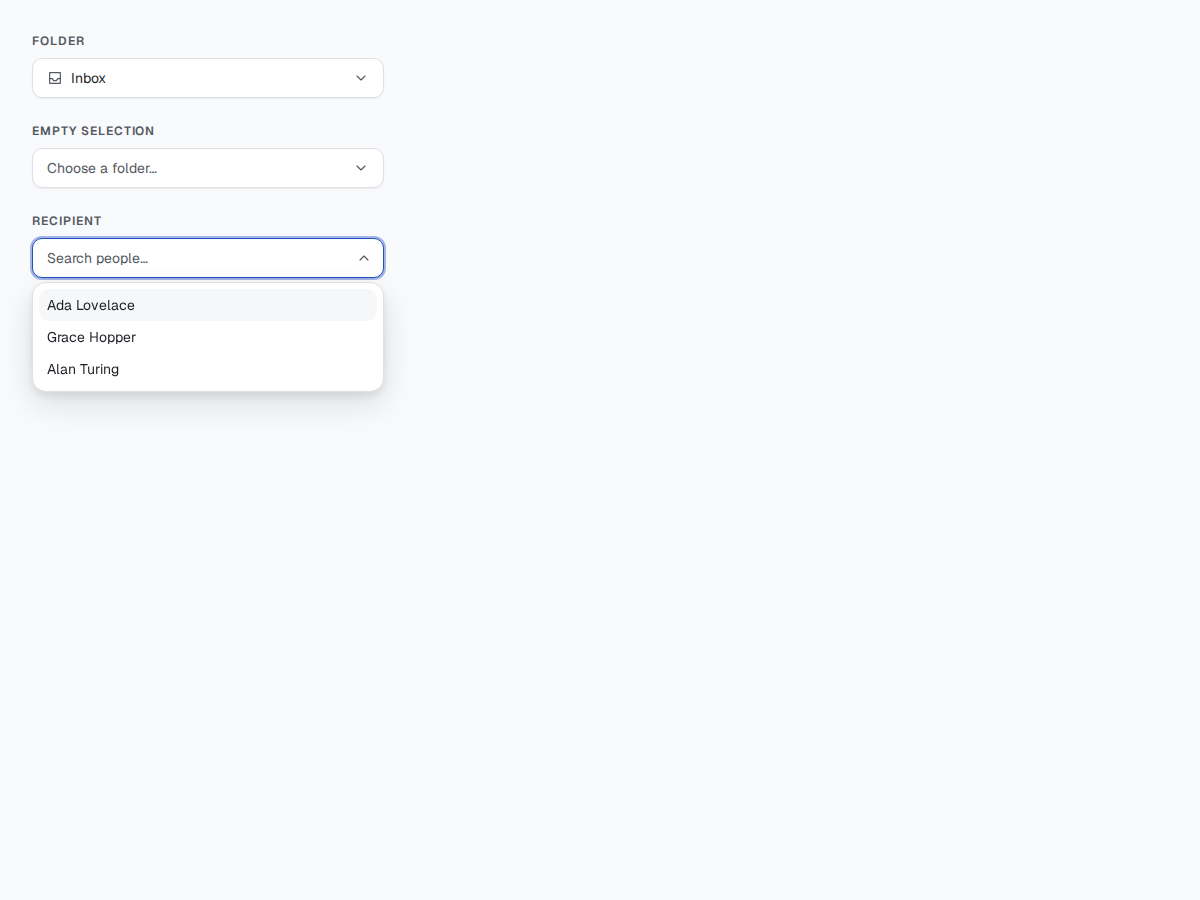 FOLDER
Inbox
EMPTY SELECTION
Choose a folder…
RECIPIENT
Search people…
Ada Lovelace
Grace Hopper
Alan Turing